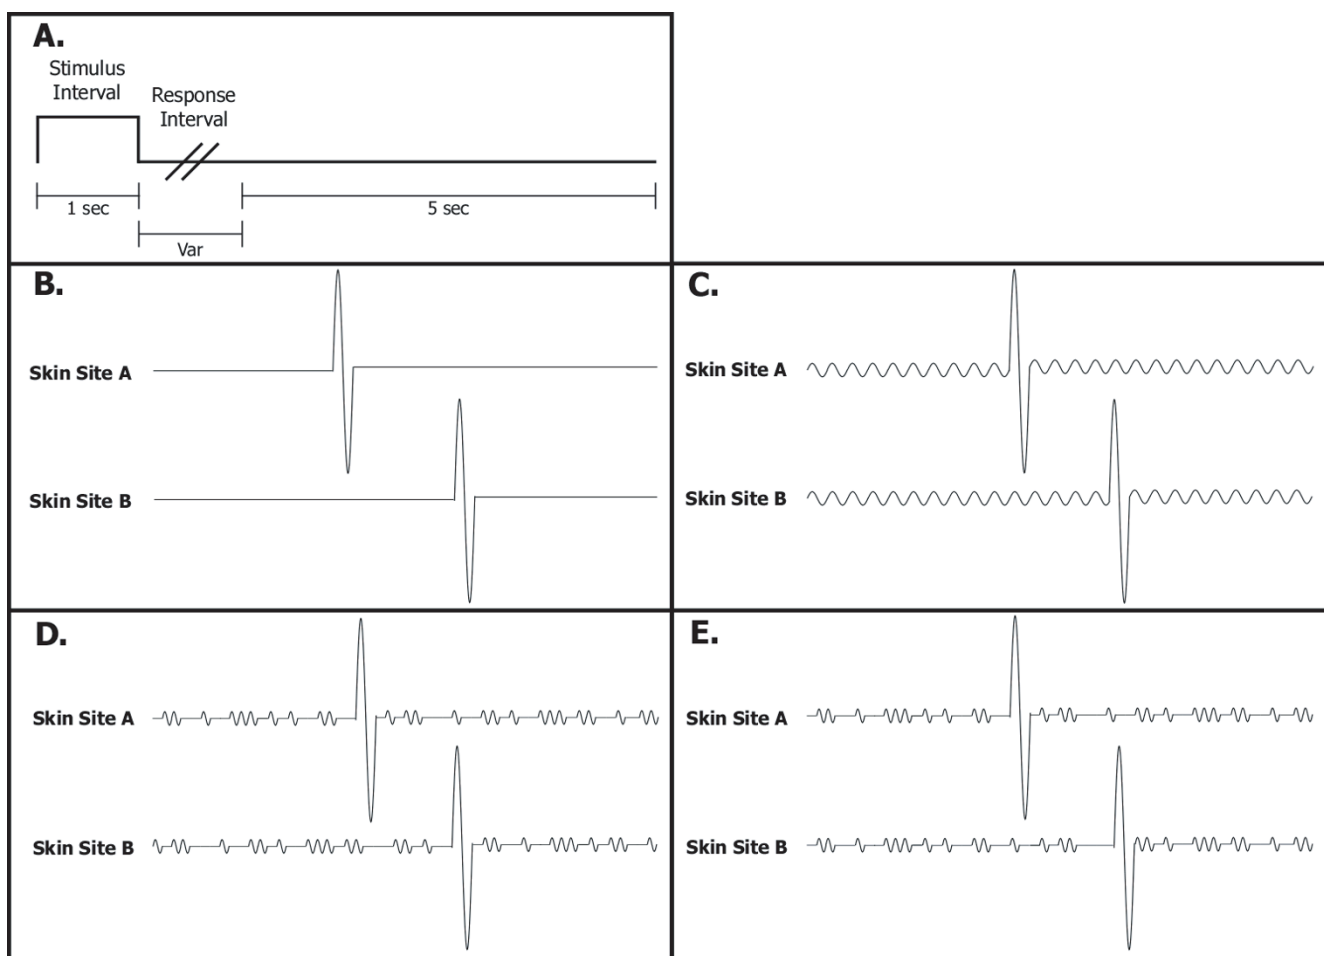 A.
Stimulus
Interval
Response
Interval
1 sec
5 sec
Var
B.
Skin Site A
Skin Site B
C.
Skin Site A
Skin Site B
D.
Skin Site A
Skin Site B
E.
Skin Site A
Skin Site B